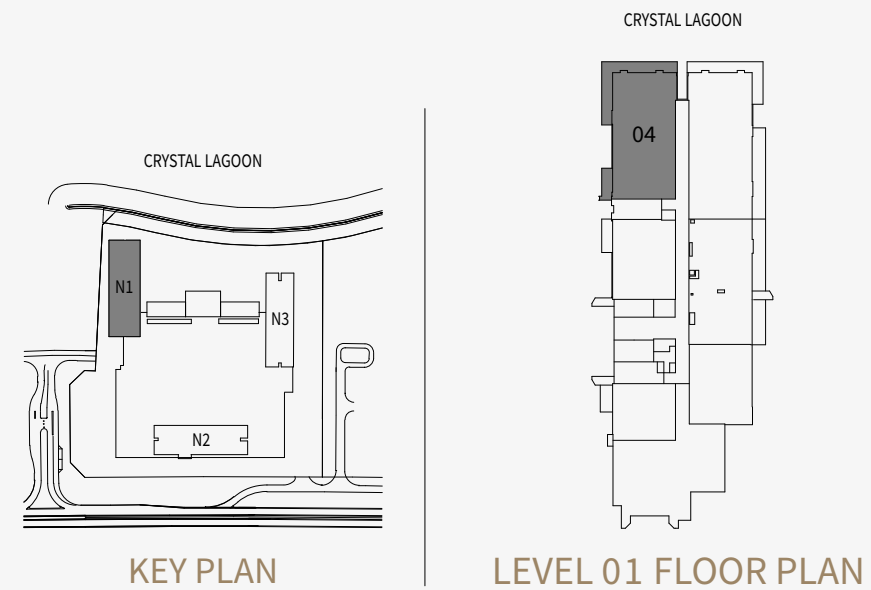 CRYSTAL LAGOON
N1
N3
N2
KEY PLAN
CRYSTAL LAGOON
04
LEVEL 01 FLOOR PLAN